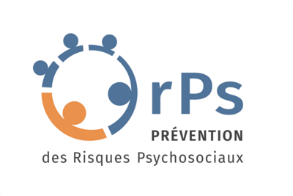 rPs
PRÉVENTION
des Risques Psychosociaux